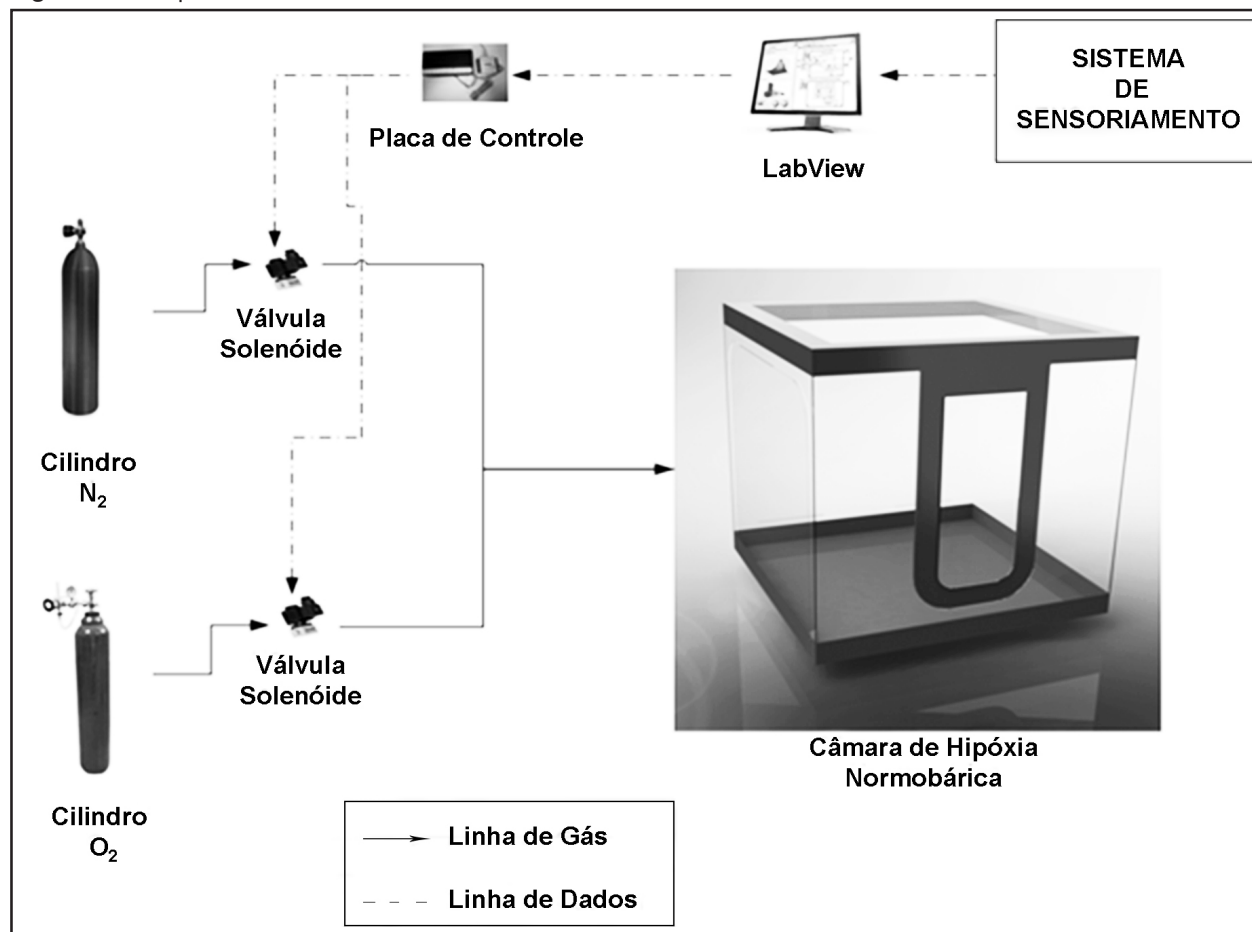 SISTEMA
DE
SENSORIAMENTO
Placa de Controle
LabView
Válvula
Solenóide
Cilindro
N₂
Válvula
Solenóide
Câmara de Hipóxia
Normobárica
Cilindro
O₂
Linha de Gás
Linha de Dados